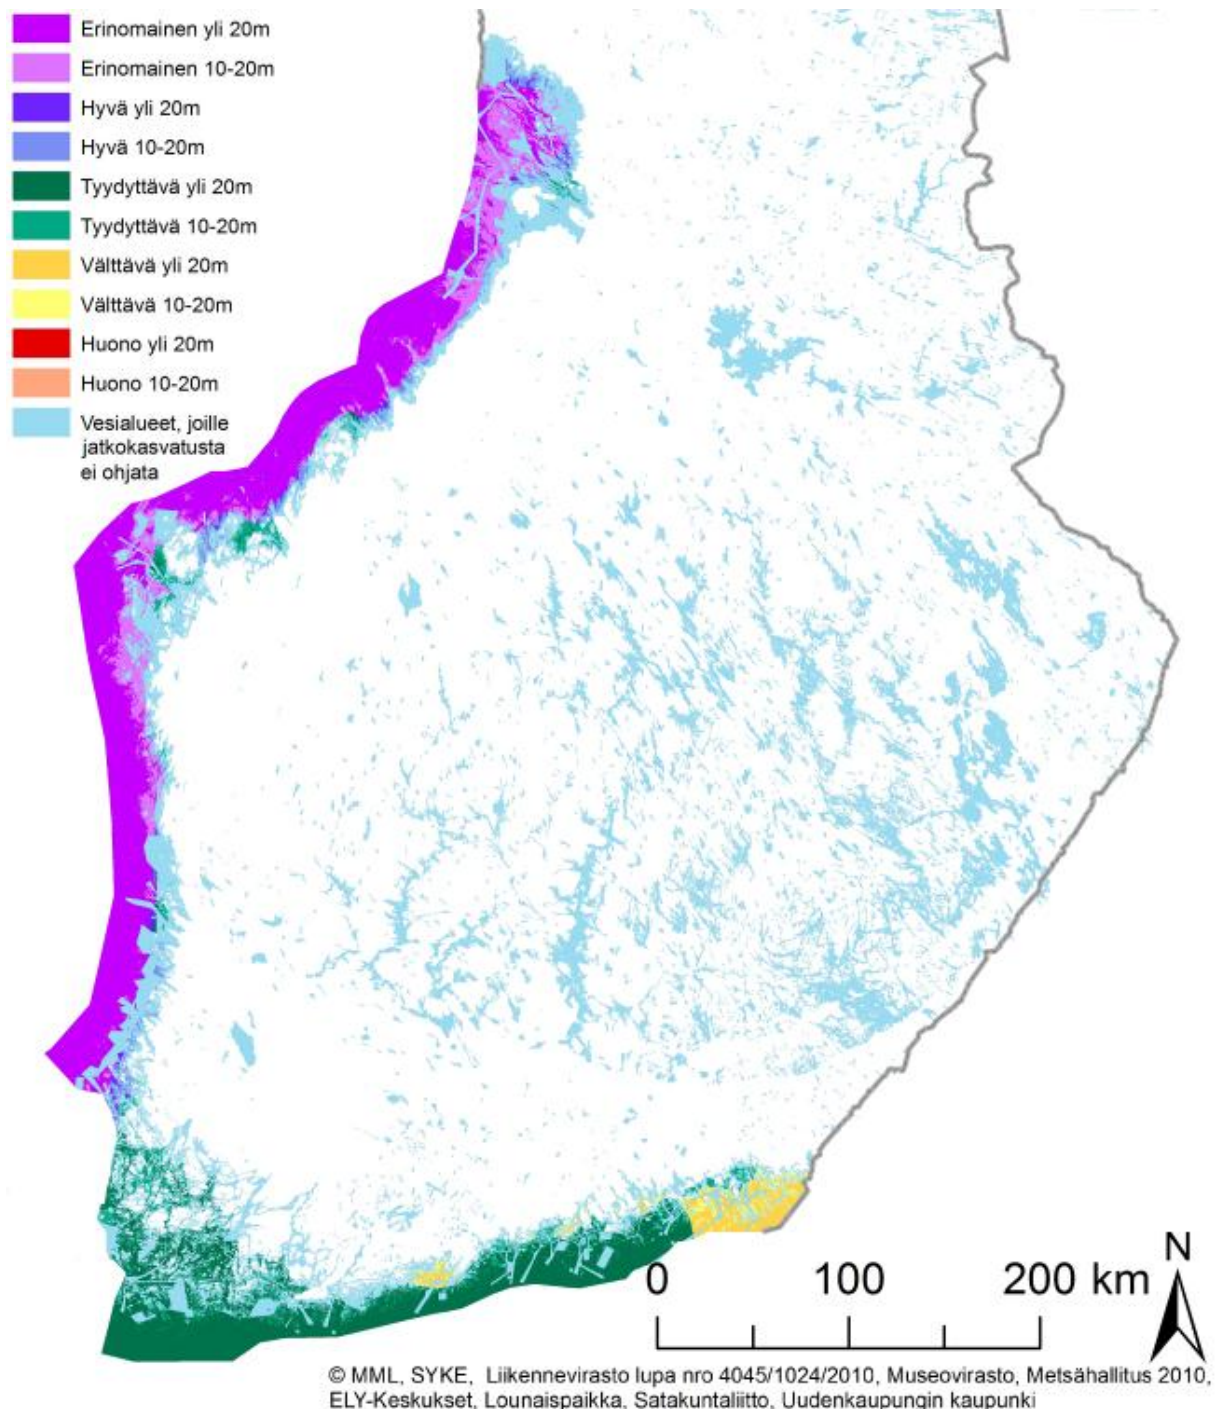 Erinomainen yli 20m
Erinomainen 10-20m
Hyvä yli 20m
Hyvä 10-20m
Tyydyttävä yli 20m
Tyydyttävä 10-20m
Välttävä yli 20m
Välttävä 10-20m
Huono yli 20m
Huono 10-20m
Vesialueet, joille
jatkokasvatusta
ei ohjata
N
0 100 200 km
© MML, SYKE, Liikennevirasto lupa nro 4045/1024/2010, Museovirasto, Metsähallitus 2010,
ELY-Keskukset, Lounaispaikka, Satakuntaliitto, Uudenkaupungin kaupunki